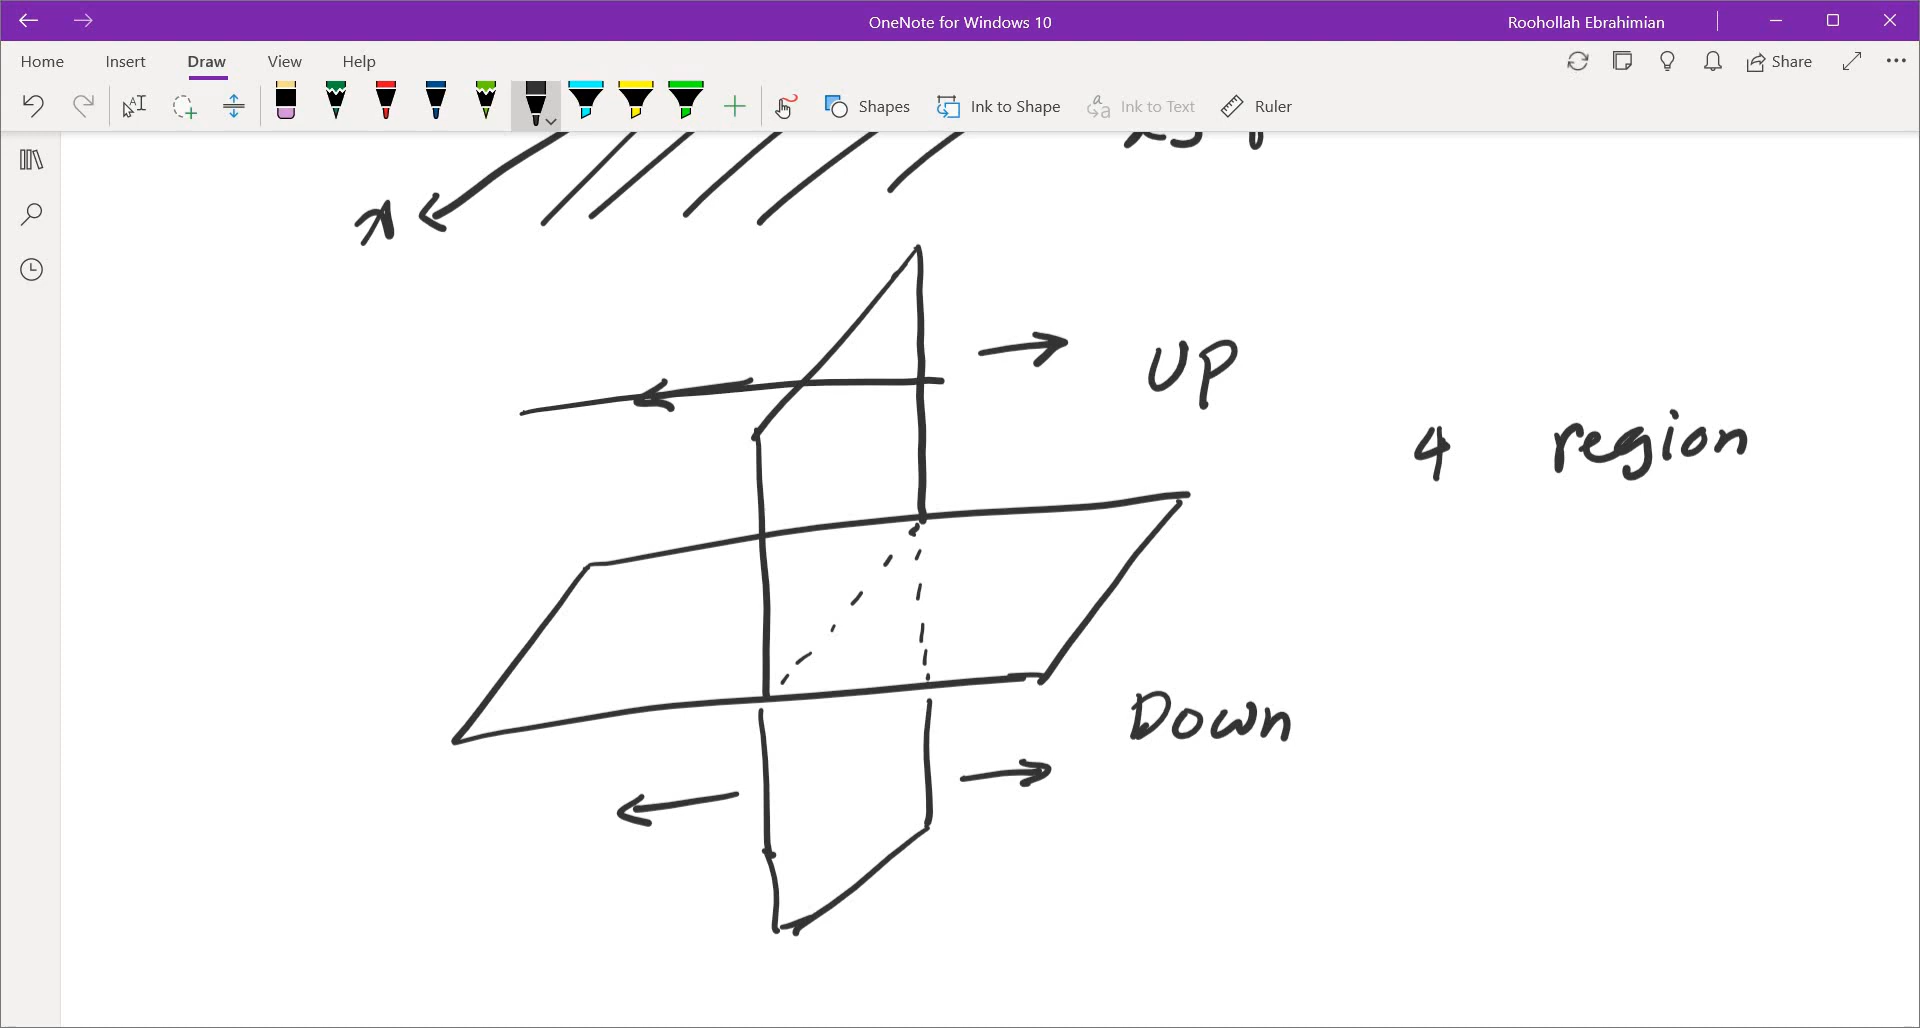 OneNote for Windows 10
Roohollah Ebrahimian
Home Insert Draw View Help
Share
Shapes Ink to Shape Ink to Text Ruler
x
UP
4 region
Down